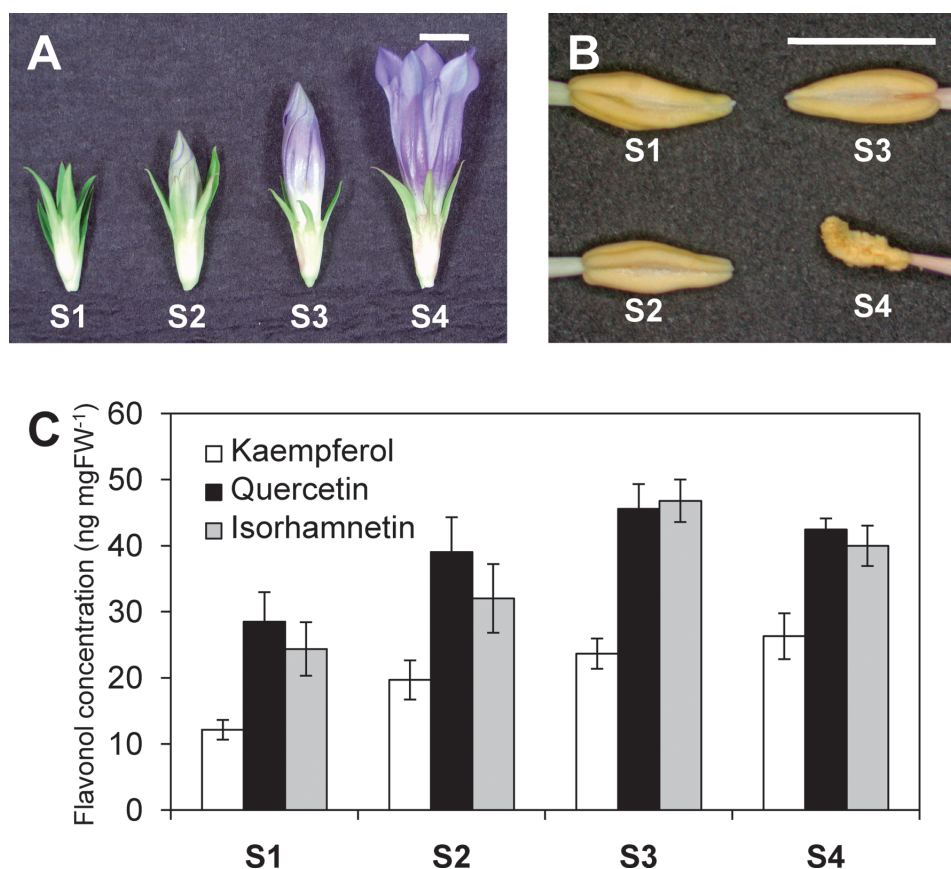 A
S1 S2 S3 S4
B
S1 S3
S2 S4
C
Flavonol concentration (ng mgFW-1)
60
50
40
30
20
10
0
Kaempferol
Quercetin
Isorhamnetin
S1 S2 S3 S4